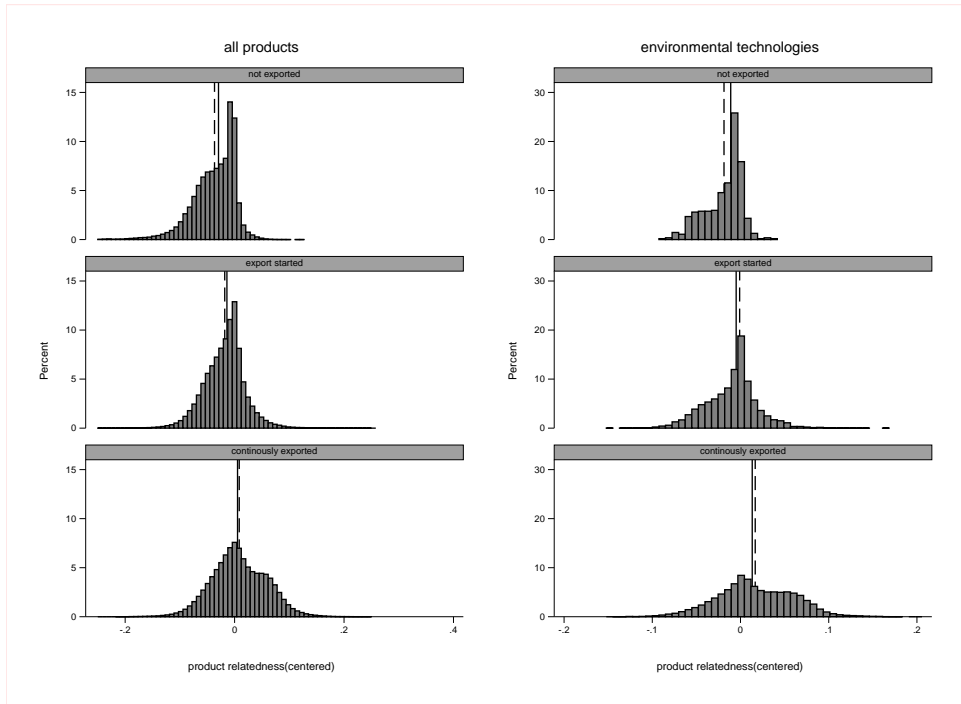 all products
not exported
15
10
5
0
export started
15
10
5
0
continously exported
15
10
5
0
-.2
0
.2
.4
Percent
product relatedness(centered)
environmental technologies
not exported
30
20
10
0
export started
30
20
10
0
continously exported
30
20
10
0
-.2
-.1
0
.1
.2
Percent
product relatedness(centered)